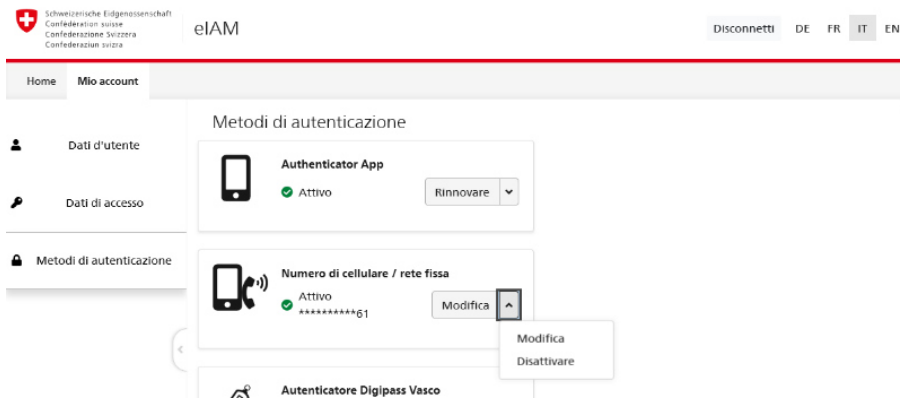 Schweizerische Eidgenossenschaft
Confédération suisse
Confederazione Svizzera
Confederaziun svizra
eIAM
Disconnetti DE FR IT EN
Home Mio account
Metodi di autenticazione
Dati d'utente
Dati di accesso
Metodi di autenticazione
Authenticator App
Attivo
Rinnovare
Numero di cellulare / rete fissa
Attivo
**********61
Modifica
Modifica
Disattivare
Autenticatore Digipass Vasco